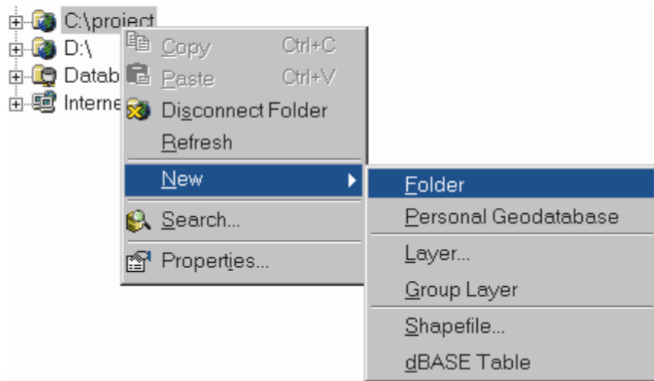 C:\project
D:\
Datab
Interne
Copy Ctrl+C
Paste Ctrl+V
Disconnect Folder
Refresh
New
Search...
Properties...
Folder
Personal Geodatabase
Layer...
Group Layer
Shapefile...
dBASE Table